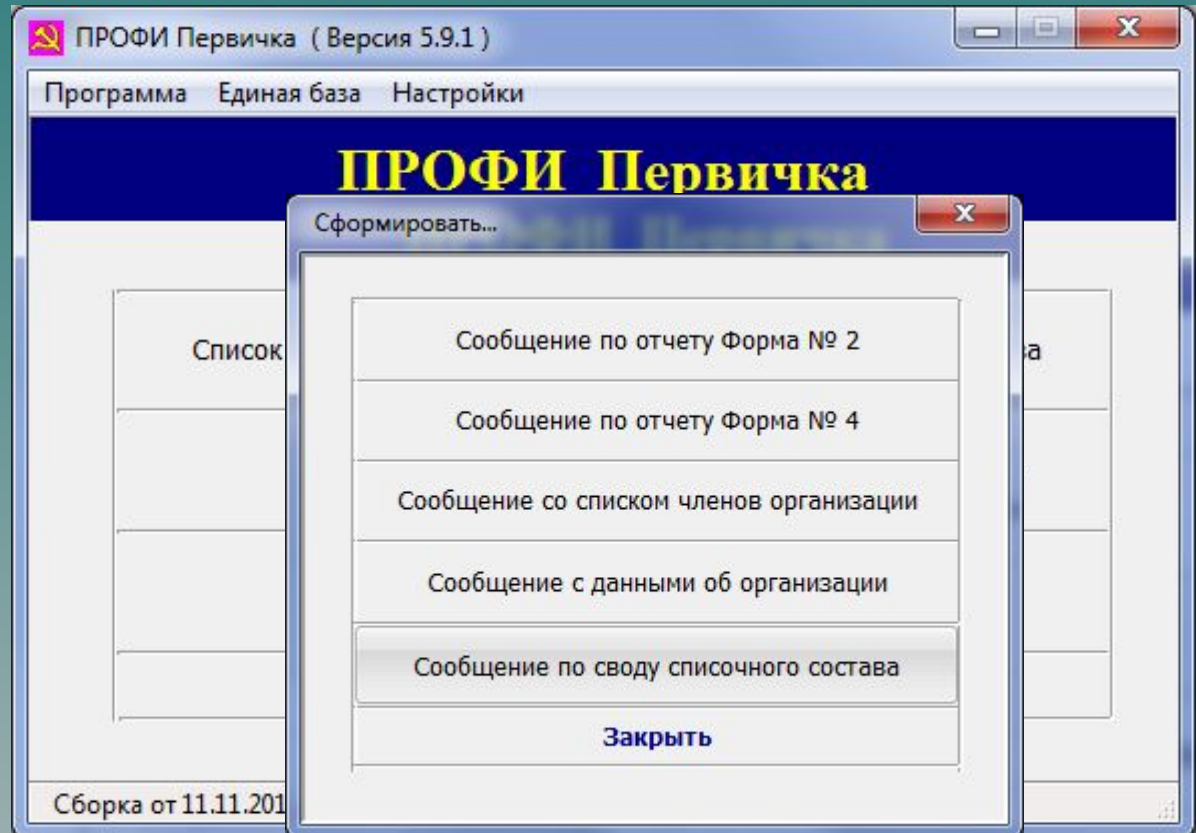 ПРОФИ Первичка ( Версия 5.9.1 )
Программа Единая база Настройки
ПРОФИ Первичка
Сформировать...
Список
Сообщение по отчету Форма № 2
Сообщение по отчету Форма № 4
Сообщение со списком членов организации
Сообщение с данными об организации
Сообщение по своду списочного состава
Закрыть
Сборка от 11.11.201